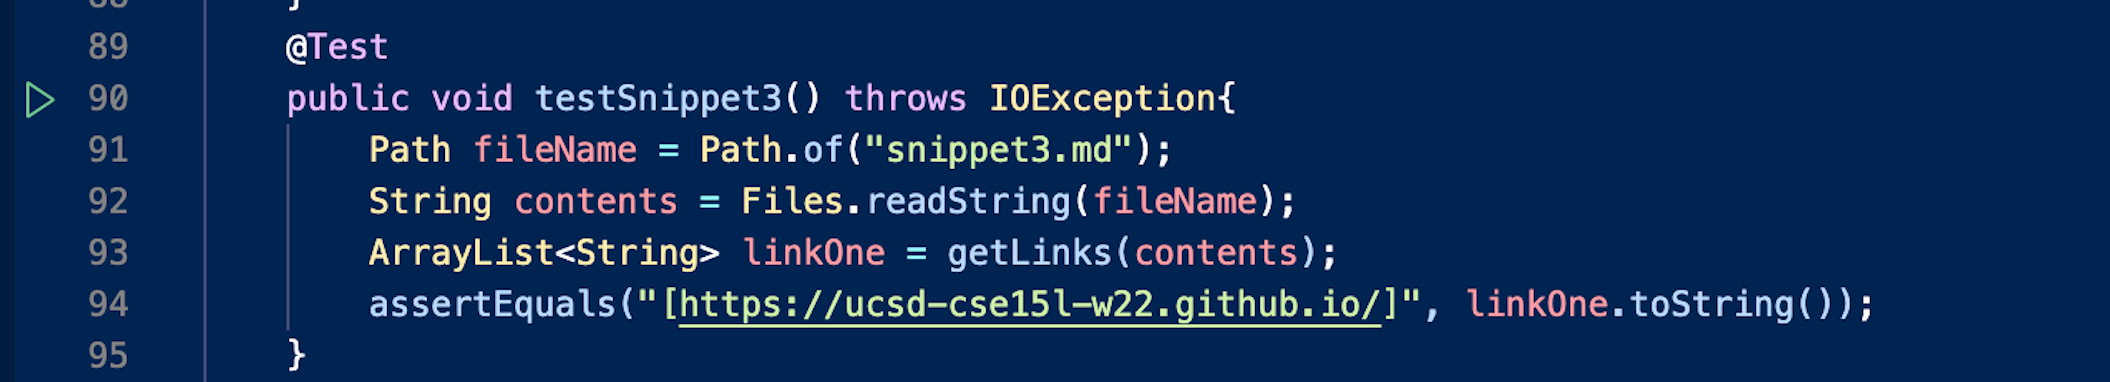 88 }
89 @Test
90 public void testSnippet3() throws IOException{
91 Path fileName = Path.of("snippet3.md");
92 String contents = Files.readString(fileName);
93 ArrayList<String> linkOne = getLinks(contents);
94 assertEquals("[https://ucsd-cse15l-w22.github.io/]", linkOne.toString());
95 }